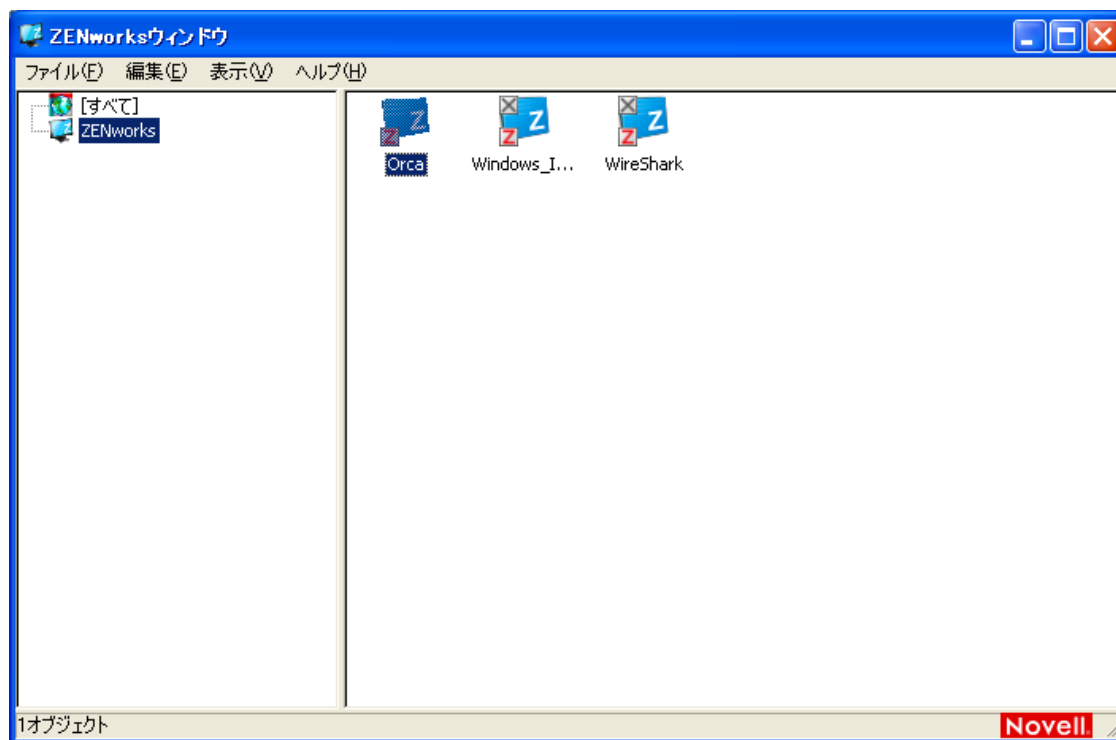 ZENworksウィンドウ
ファイル(F) 編集(E) 表示(V) ヘルプ(H)
[すべて]
ZENworks
Orca
Windows_I...
WireShark
1オブジェクト
Novell.